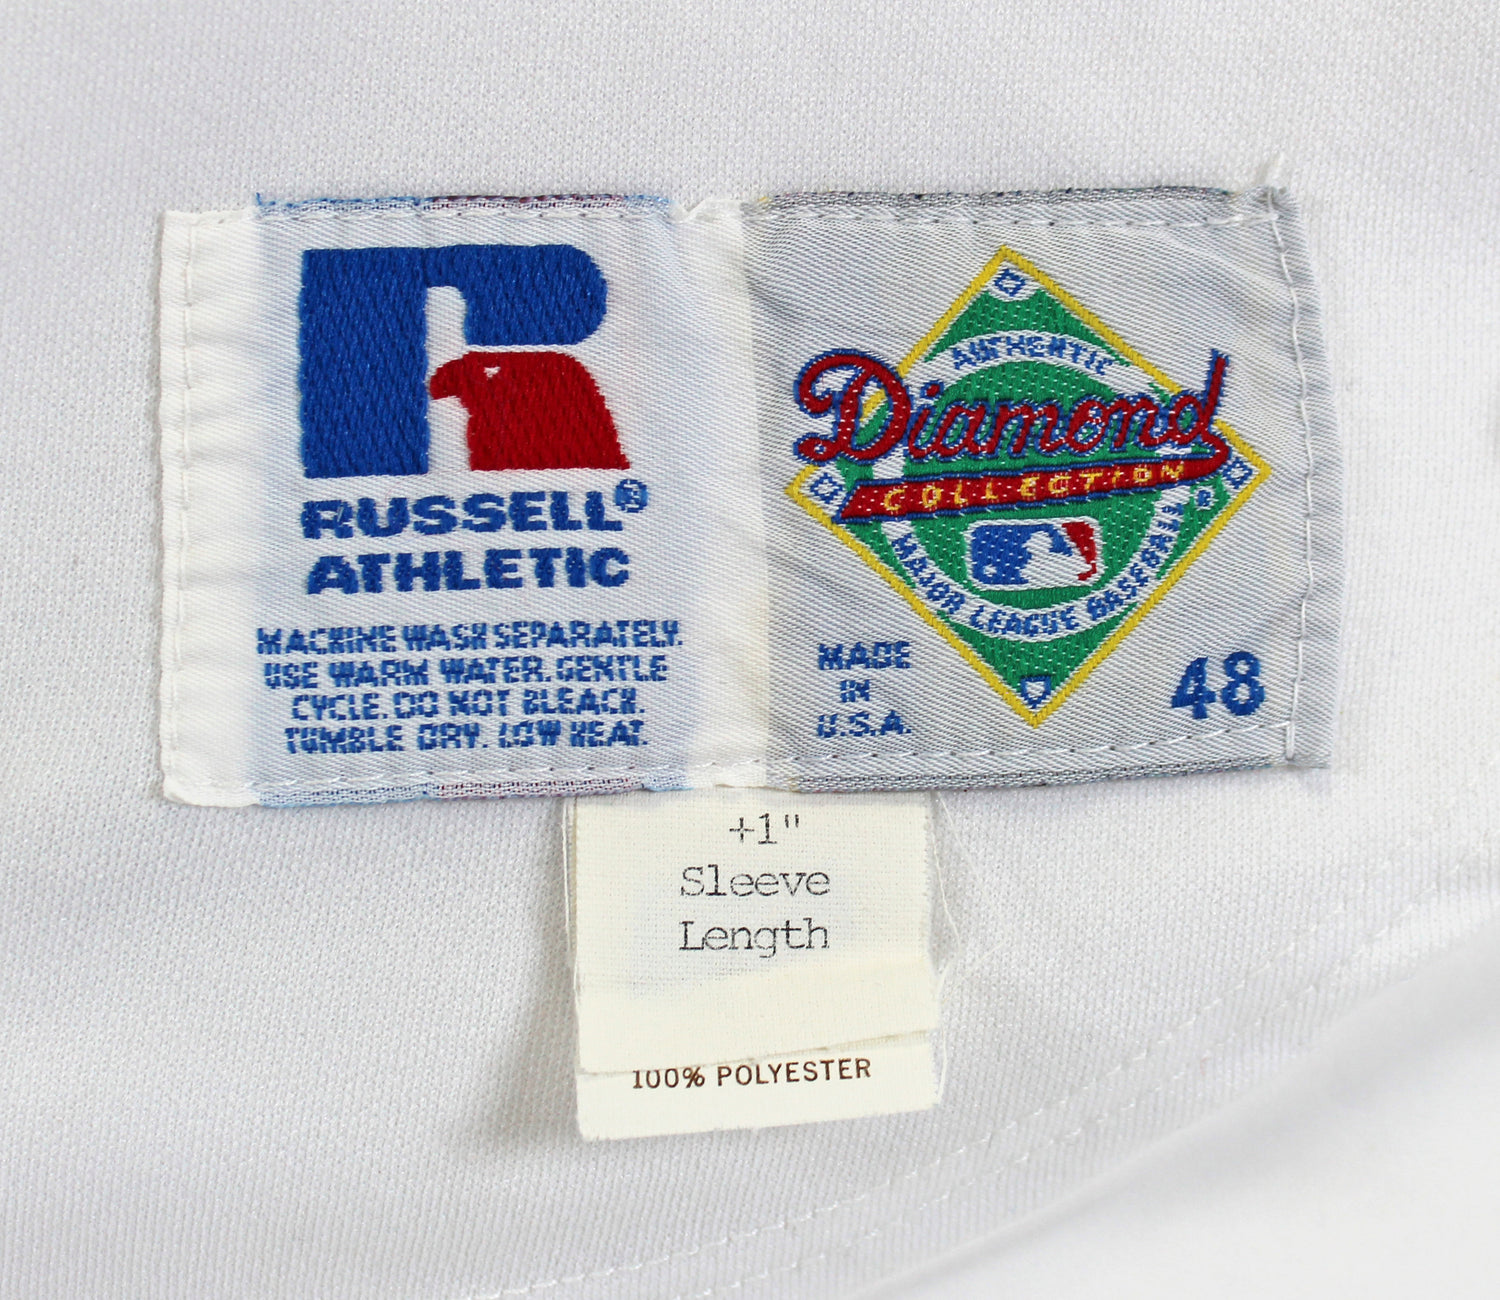 RUSSELL®
ATHLETIC
MACHINE WASH SEPARATELY.
USE WARM WATER. GENTLE
CYCLE. DO NOT BLEACH.
TUMBLE DRY. LOW HEAT.
AUTHENTIC
Diamond
COLLECTION
MAJOR LEAGUE BASEBALL
MADE
IN
U.S.A.
48
+1"
Sleeve
Length
100% POLYESTER